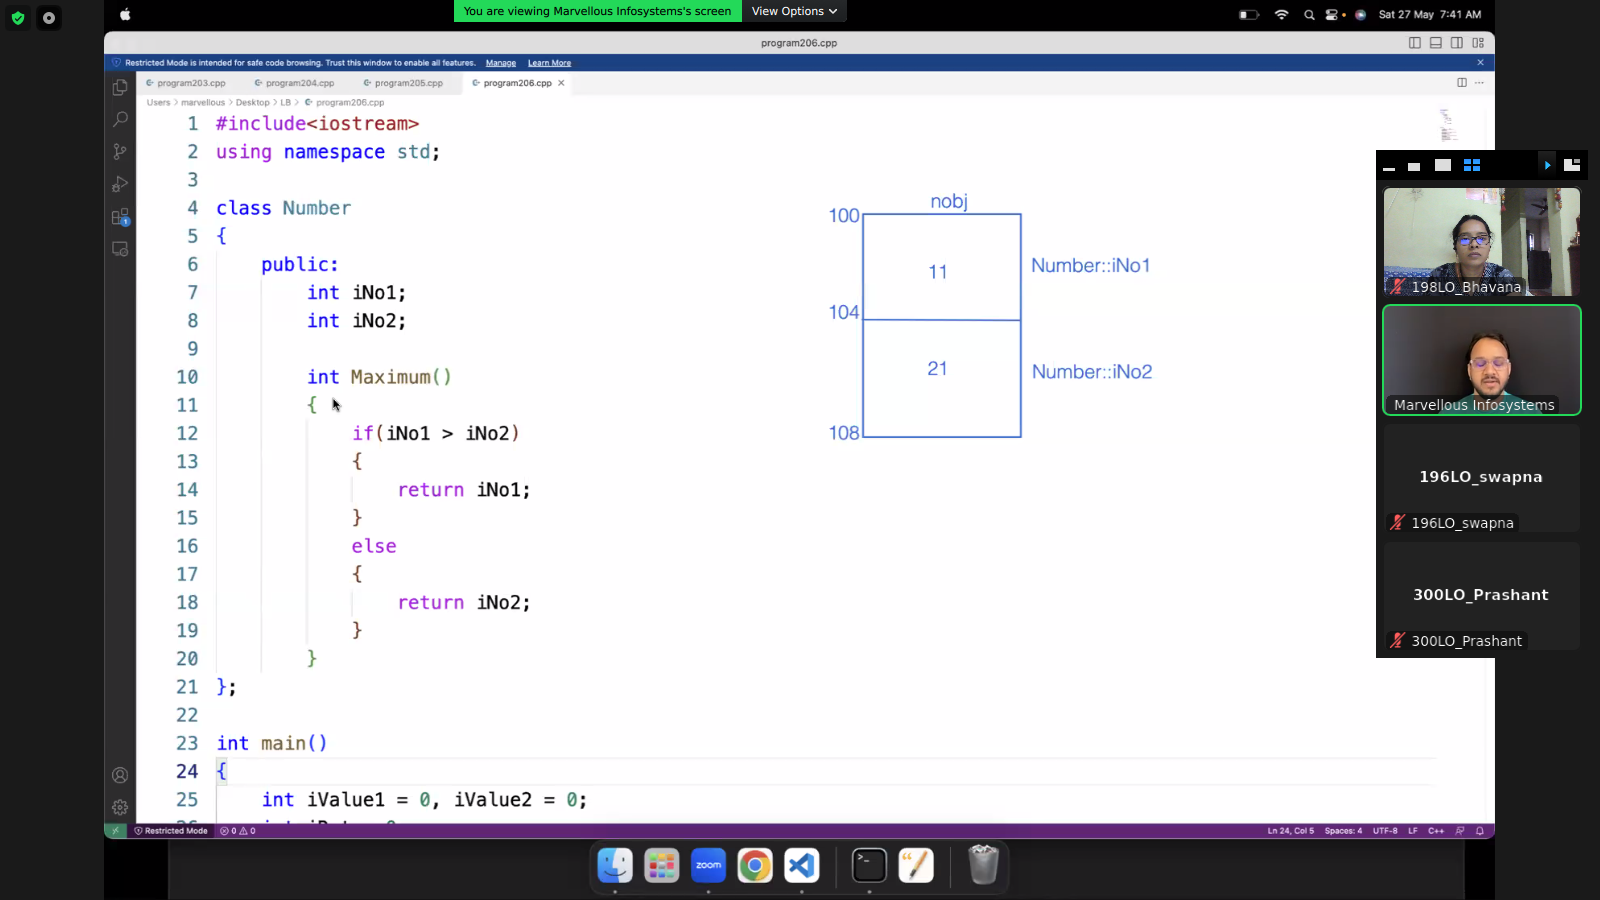 You are viewing Marvellous Infosystems's screen
View Options
Sat 27 May 7:41 AM
program206.cpp
Restricted Mode is intended for safe code browsing. Trust this window to enable all features. Manage Learn More
program203.cpp program204.cpp program205.cpp program206.cpp
Users > marvellous > Desktop > LB > program206.cpp
1 #include<iostream>
2 using namespace std;
3
4 class Number
5 {
6 public:
7 int iNo1;
8 int iNo2;
9
10 int Maximum()
11 {
12 if(iNo1 > iNo2)
13 {
14 return iNo1;
15 }
16 else
17 {
18 return iNo2;
19 }
20 }
21 };
22
23 int main()
24 {
25 int iValue1 = 0, iValue2 = 0;
nobj
100
11
Number::iNo1
104
21
Number::iNo2
108
198LO_Bhavana
Marvellous Infosystems
196LO_swapna
196LO_swapna
300LO_Prashant
300LO_Prashant
Restricted Mode 0 0
Ln 24, Col 5 Spaces: 4 UTF-8 LF C++
zoom